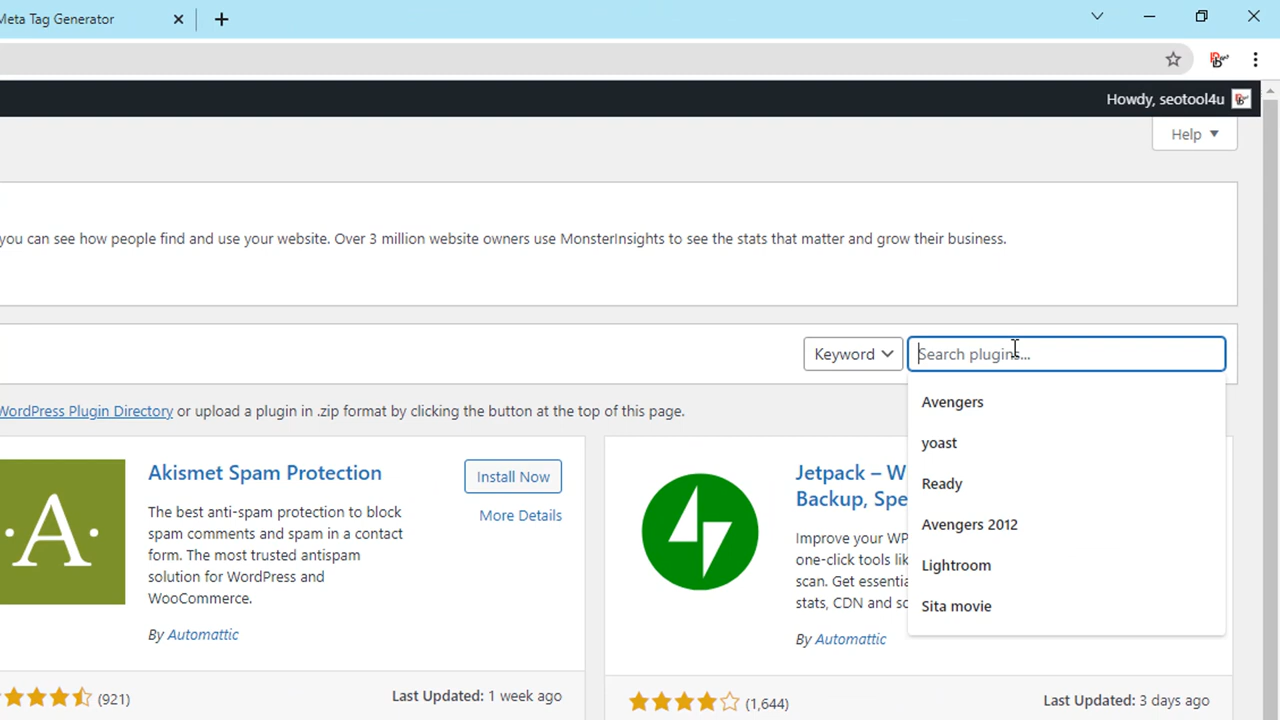 Meta Tag Generator
Howdy, seotool4u
Help
you can see how people find and use your website. Over 3 million website owners use MonsterInsights to see the stats that matter and grow their business.
Keyword
Search plugins...
WordPress Plugin Directory or upload a plugin in .zip format by clicking the button at the top of this page.
Avengers
yoast
Ready
Avengers 2012
Lightroom
Sita movie
Akismet Spam Protection
Install Now
More Details
The best anti-spam protection to block
spam comments and spam in a contact
form. The most trusted antispam
solution for WordPress and
WooCommerce.
By Automattic
(921)
Last Updated: 1 week ago
Jetpack – W
Backup, Spe
Improve your WP
one-click tools lik
scan. Get essentia
stats, CDN and so
By Automattic
(1,644)
Last Updated: 3 days ago